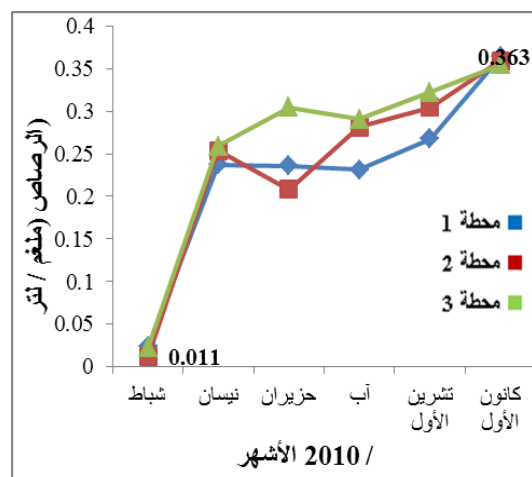 0.4
0.35
0.3
0.25
0.2
0.15
0.1
0.05
0
الرصاص (ملغم / لتر)
0.363
0.011
محطة 1
محطة 2
محطة 3
شباط
نيسان
حزيران
آب
تشرين
الأول
كانون
الأول
الأشهر 2010 /